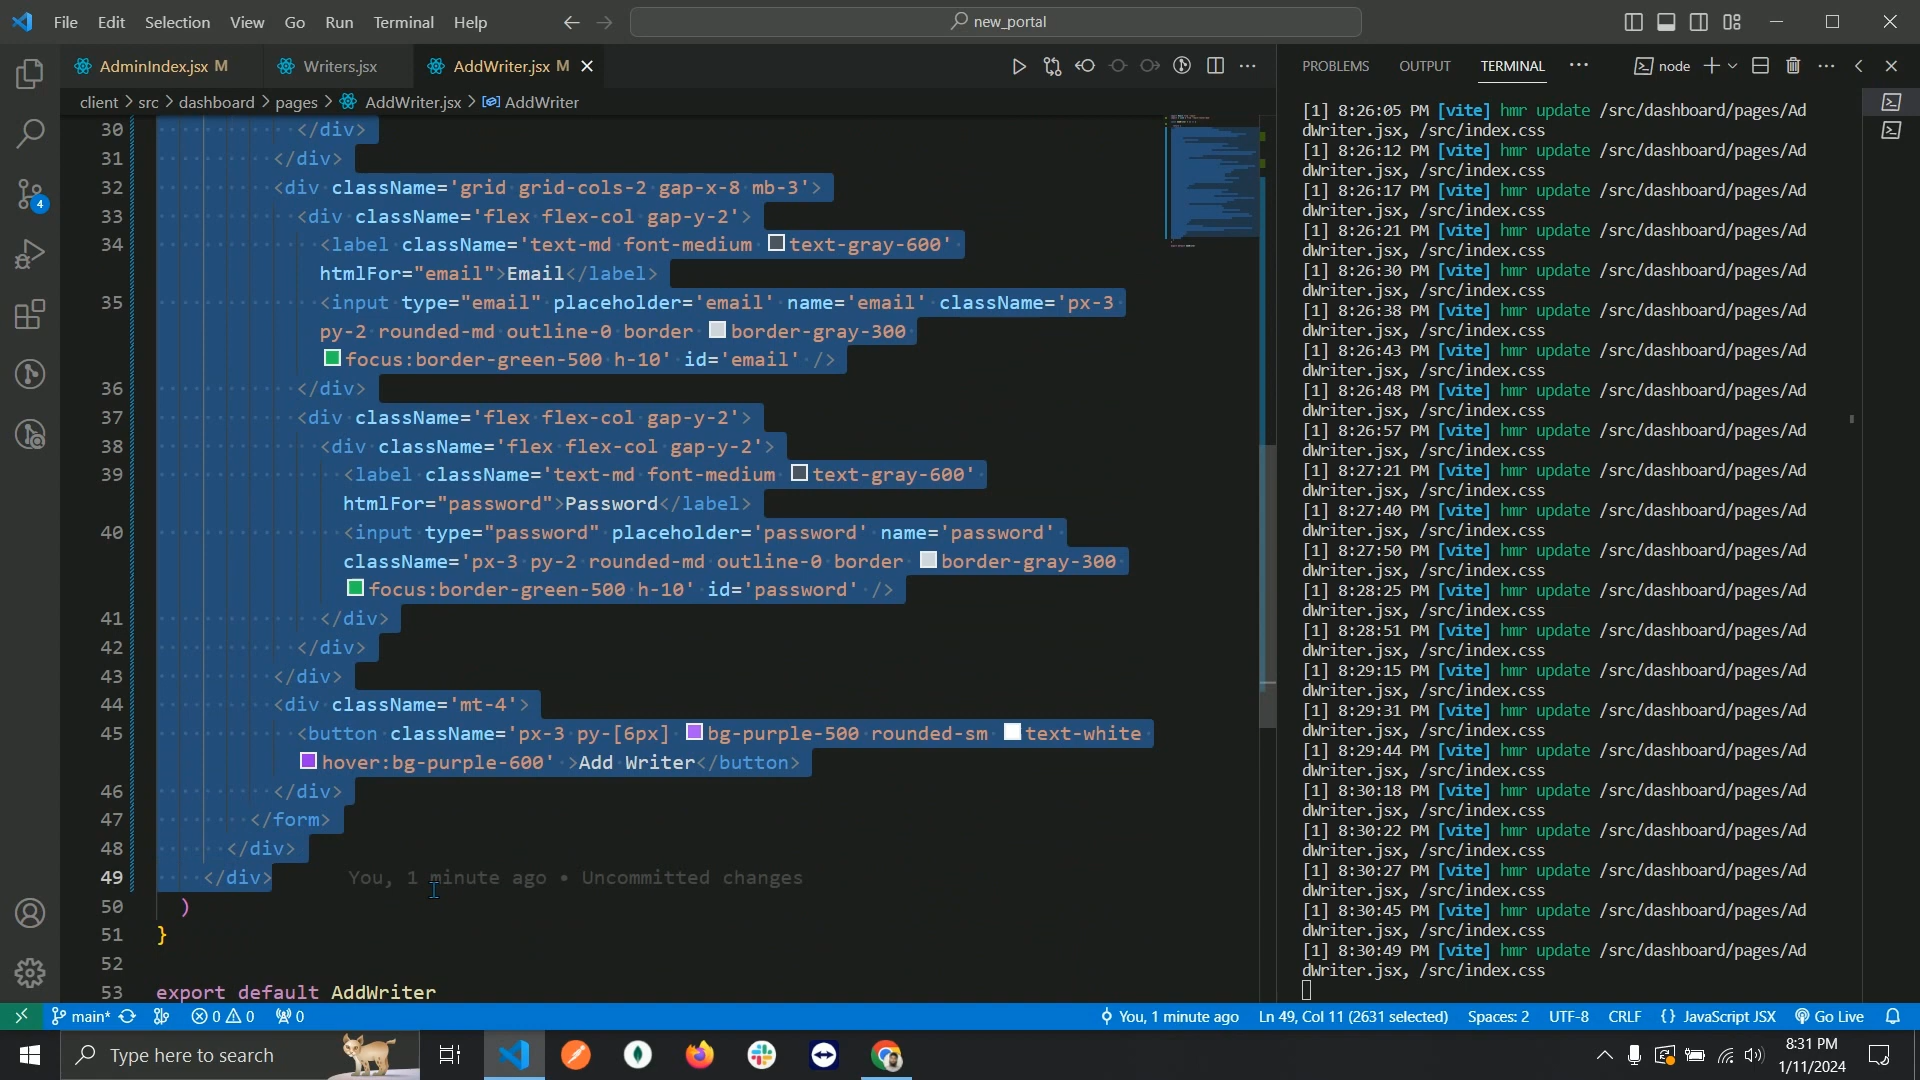 File Edit Selection View Go Run Terminal Help
new_portal
AdminIndex.jsx M
Writers.jsx
AddWriter.jsx M
client > src > dashboard > pages > AddWriter.jsx > AddWriter
30 </div>
31 </div>
32 <div className='grid grid-cols-2 gap-x-8 mb-3'>
33 <div className='flex flex-col gap-y-2'>
34 <label className='text-md font-medium text-gray-600'
htmlFor="email">Email</label>
35 <input type="email" placeholder='email' name='email' className='px-3
py-2 rounded-md outline-0 border border-gray-300
focus:border-green-500 h-10' id='email' />
36 </div>
37 <div className='flex flex-col gap-y-2'>
38 <div className='flex flex-col gap-y-2'>
39 <label className='text-md font-medium text-gray-600'
htmlFor="password">Password</label>
40 <input type="password" placeholder='password' name='password'
className='px-3 py-2 rounded-md outline-0 border border-gray-300
focus:border-green-500 h-10' id='password' />
41 </div>
42 </div>
43 </div>
44 <div className='mt-4'>
45 <button className='px-3 py-[6px] bg-purple-500 rounded-sm text-white
hover:bg-purple-600' >Add Writer</button>
46 </div>
47 </form>
48 </div>
49 </div> You, 1 minute ago • Uncommitted changes
50 )
51 }
52
53 export default AddWriter
PROBLEMS OUTPUT TERMINAL ··· node
[1] 8:26:05 PM [vite] hmr update /src/dashboard/pages/Ad
dWriter.jsx, /src/index.css
[1] 8:26:12 PM [vite] hmr update /src/dashboard/pages/Ad
dWriter.jsx, /src/index.css
[1] 8:26:17 PM [vite] hmr update /src/dashboard/pages/Ad
dWriter.jsx, /src/index.css
[1] 8:26:21 PM [vite] hmr update /src/dashboard/pages/Ad
dWriter.jsx, /src/index.css
[1] 8:26:30 PM [vite] hmr update /src/dashboard/pages/Ad
dWriter.jsx, /src/index.css
[1] 8:26:38 PM [vite] hmr update /src/dashboard/pages/Ad
dWriter.jsx, /src/index.css
[1] 8:26:43 PM [vite] hmr update /src/dashboard/pages/Ad
dWriter.jsx, /src/index.css
[1] 8:26:48 PM [vite] hmr update /src/dashboard/pages/Ad
dWriter.jsx, /src/index.css
[1] 8:26:57 PM [vite] hmr update /src/dashboard/pages/Ad
dWriter.jsx, /src/index.css
[1] 8:27:21 PM [vite] hmr update /src/dashboard/pages/Ad
dWriter.jsx, /src/index.css
[1] 8:27:40 PM [vite] hmr update /src/dashboard/pages/Ad
dWriter.jsx, /src/index.css
[1] 8:27:50 PM [vite] hmr update /src/dashboard/pages/Ad
dWriter.jsx, /src/index.css
[1] 8:28:25 PM [vite] hmr update /src/dashboard/pages/Ad
dWriter.jsx, /src/index.css
[1] 8:28:51 PM [vite] hmr update /src/dashboard/pages/Ad
dWriter.jsx, /src/index.css
[1] 8:29:15 PM [vite] hmr update /src/dashboard/pages/Ad
dWriter.jsx, /src/index.css
[1] 8:29:31 PM [vite] hmr update /src/dashboard/pages/Ad
dWriter.jsx, /src/index.css
[1] 8:29:44 PM [vite] hmr update /src/dashboard/pages/Ad
dWriter.jsx, /src/index.css
[1] 8:30:18 PM [vite] hmr update /src/dashboard/pages/Ad
dWriter.jsx, /src/index.css
[1] 8:30:22 PM [vite] hmr update /src/dashboard/pages/Ad
dWriter.jsx, /src/index.css
[1] 8:30:27 PM [vite] hmr update /src/dashboard/pages/Ad
dWriter.jsx, /src/index.css
[1] 8:30:45 PM [vite] hmr update /src/dashboard/pages/Ad
dWriter.jsx, /src/index.css
[1] 8:30:49 PM [vite] hmr update /src/dashboard/pages/Ad
dWriter.jsx, /src/index.css
4
main* 0 0 0 You, 1 minute ago Ln 49, Col 11 (2631 selected) Spaces: 2 UTF-8 CRLF {} JavaScript JSX Go Live
Type here to search
8:31 PM
1/11/2024